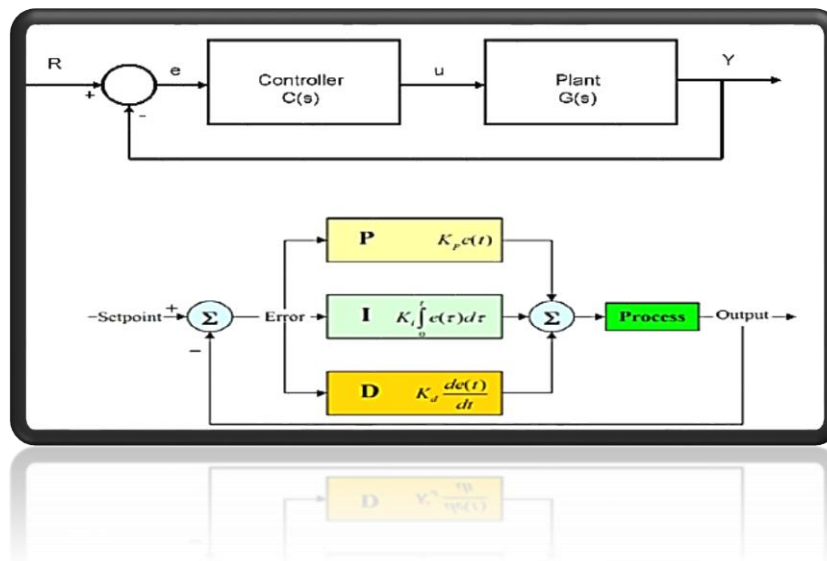 R
+
-
e
Controller
C(s)
u
Plant
G(s)
Y
P K_p e(t)
Setpoint + Σ Error I K_i ∫_0^t e(τ)dτ Σ Process Output
−
D K_d de(t)/dt